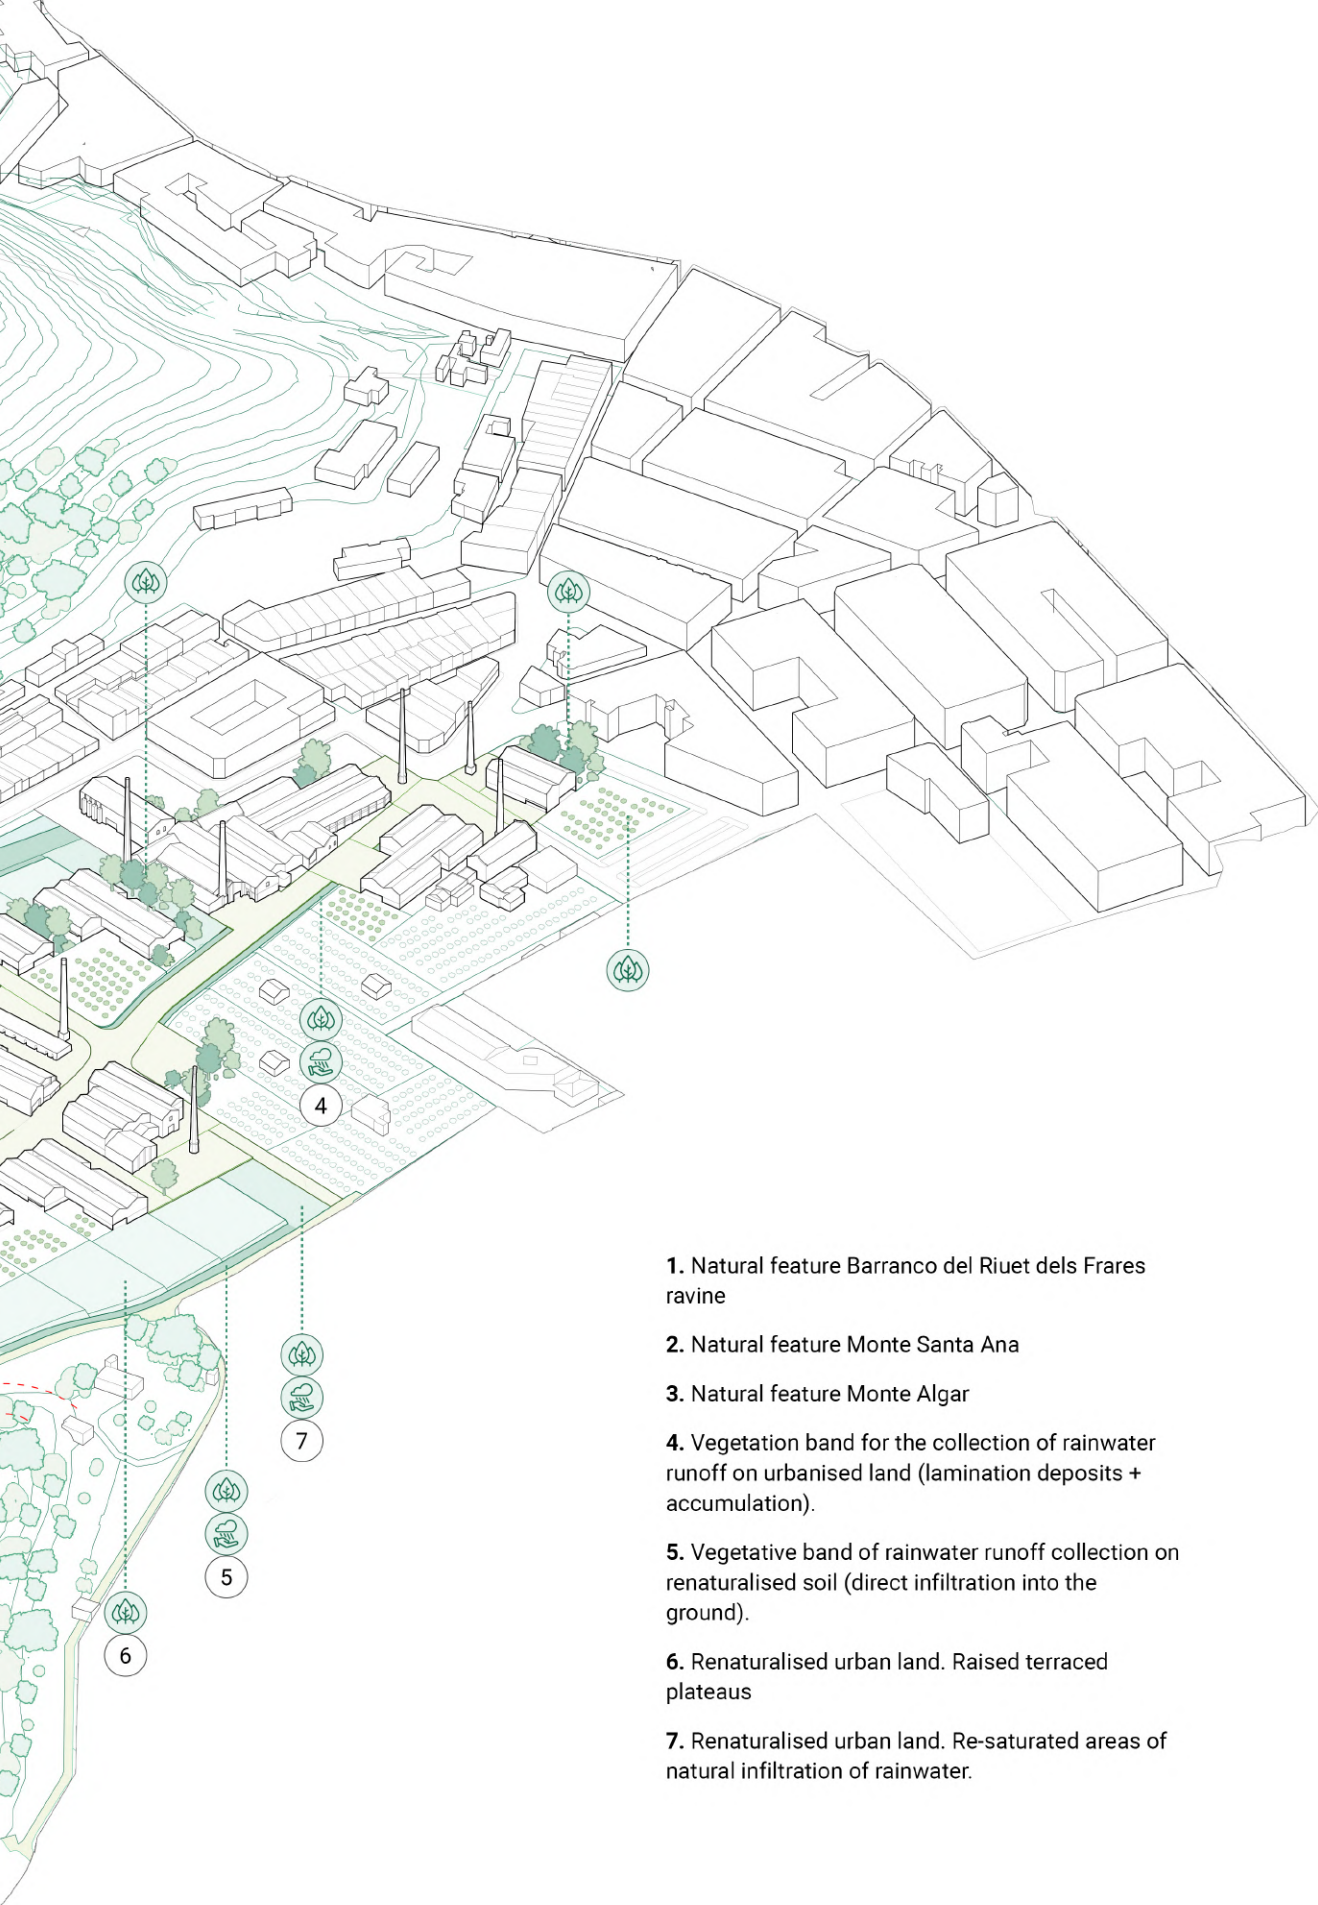 4
7
5
6
1. Natural feature Barranco del Riuet dels Frares
ravine
2. Natural feature Monte Santa Ana
3. Natural feature Monte Algar
4. Vegetation band for the collection of rainwater
runoff on urbanised land (lamination deposits +
accumulation).
5. Vegetative band of rainwater runoff collection on
renaturalised soil (direct infiltration into the
ground).
6. Renaturalised urban land. Raised terraced
plateaus
7. Renaturalised urban land. Re-saturated areas of
natural infiltration of rainwater.